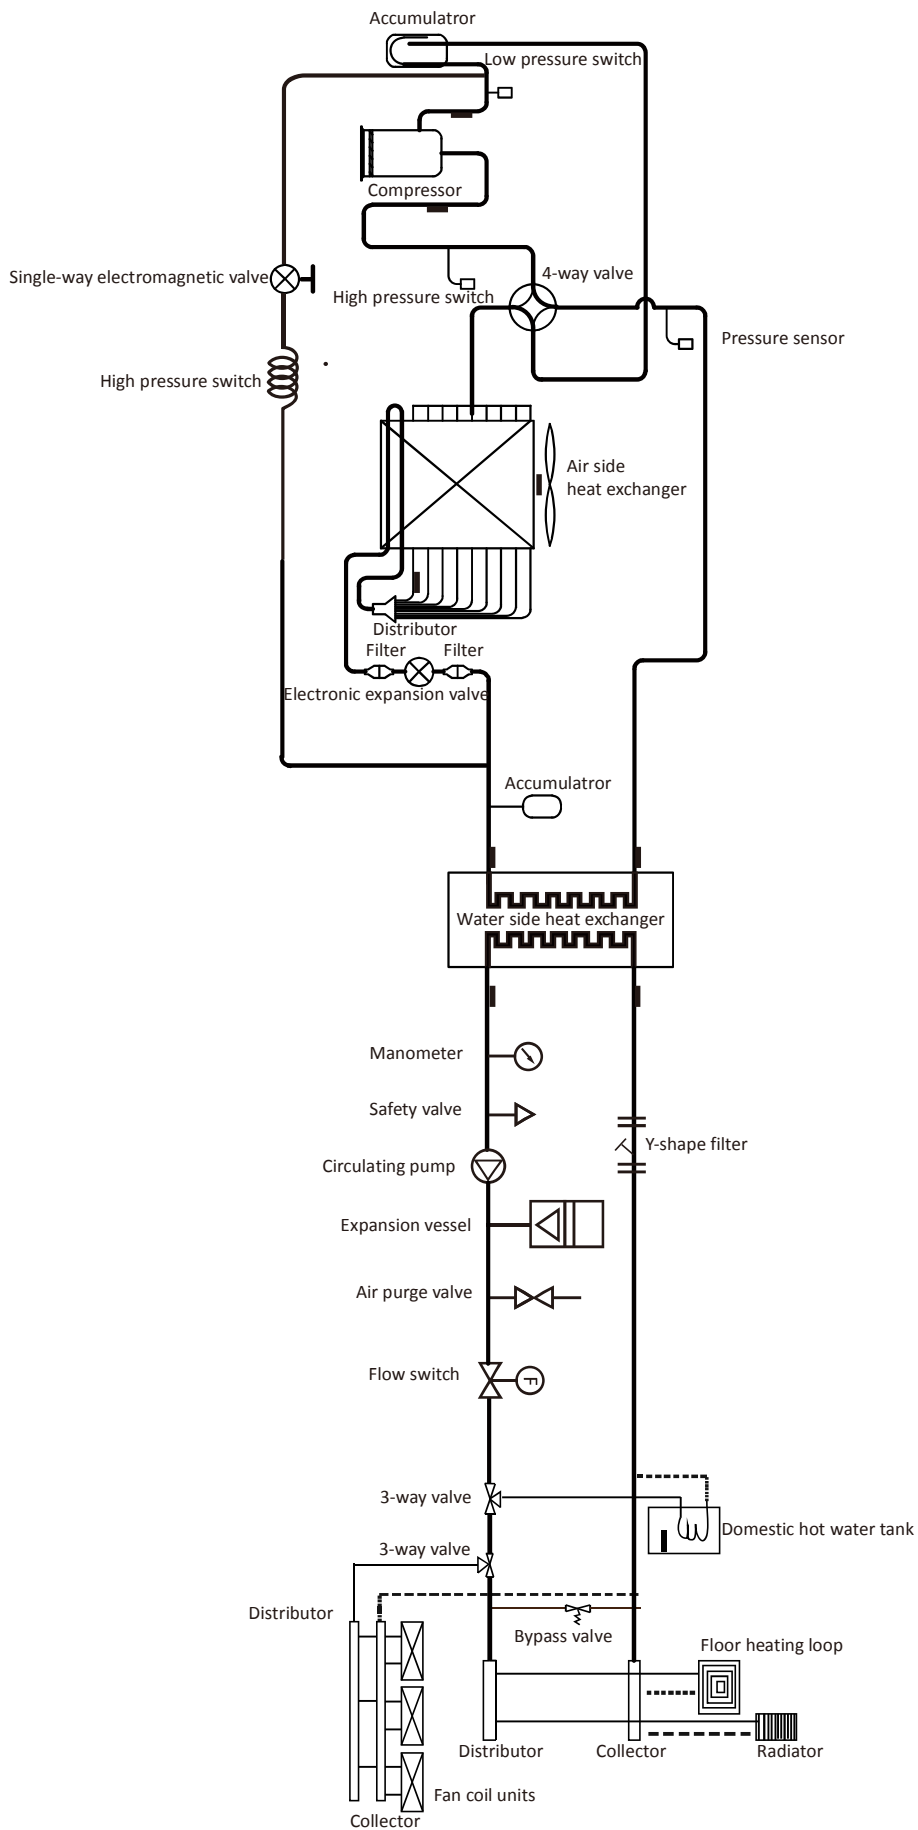 Accumulatror
Low pressure switch
Compressor
4-way valve
Single-way electromagnetic valve
High pressure switch
Pressure sensor
High pressure switch
Air side
heat exchanger
Distributor
Filter
Filter
Electronic expansion valve
Accumulatror
Water side heat exchanger
Manometer
Safety valve
Y-shape filter
Circulating pump
Expansion vessel
Air purge valve
Flow switch
F
3-way valve
Domestic hot water tank
3-way valve
Distributor
Bypass valve
Floor heating loop
Distributor
Collector
Radiator
Fan coil units
Collector